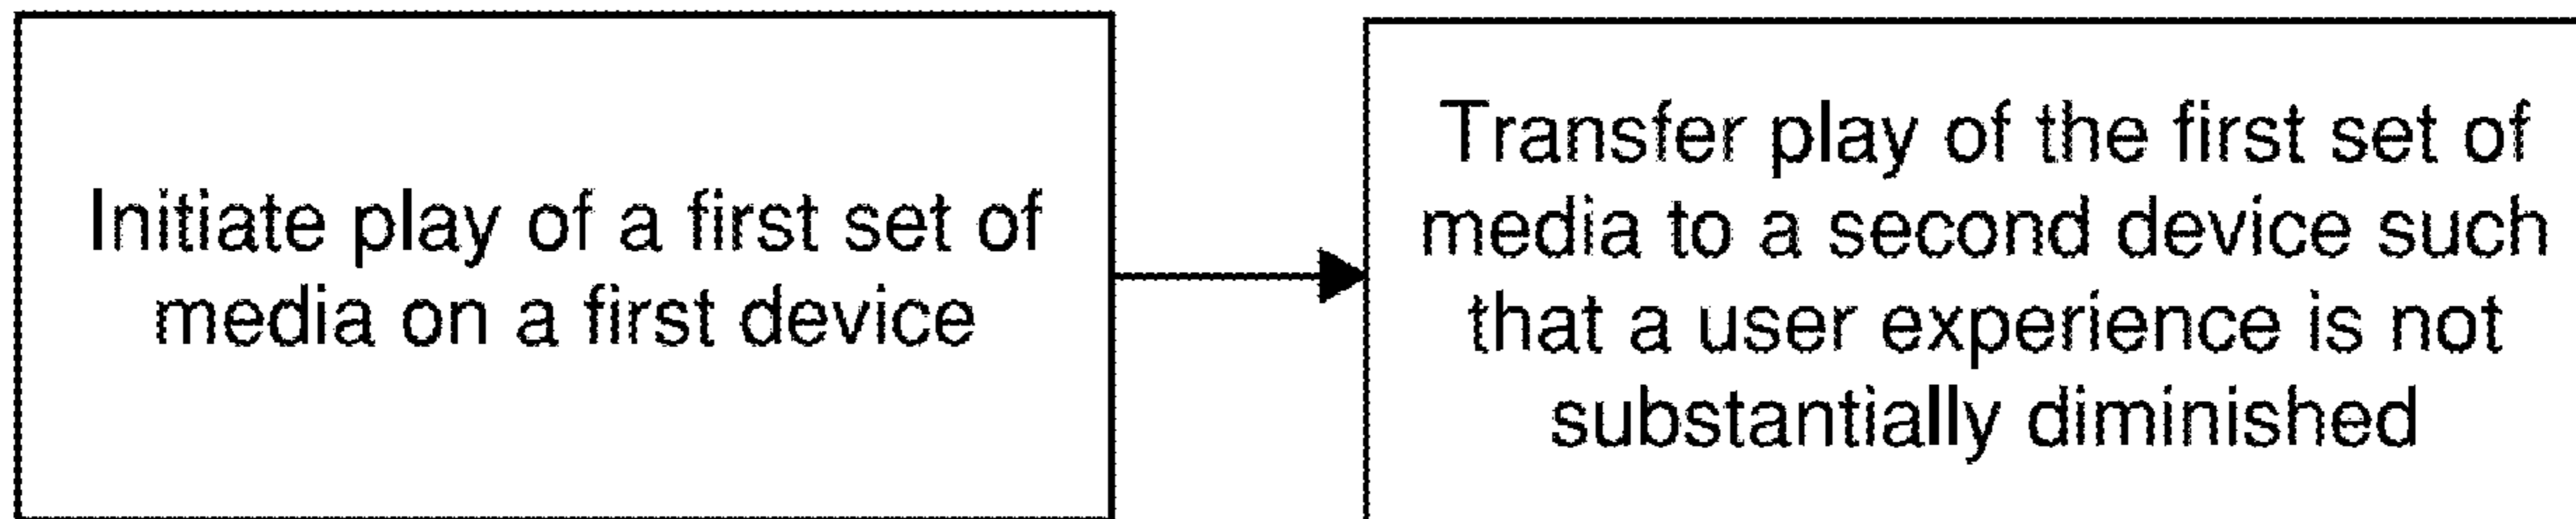 Initiate play of a first set of
media on a first device
Transfer play of the first set of
media to a second device such
that a user experience is not
substantially diminished